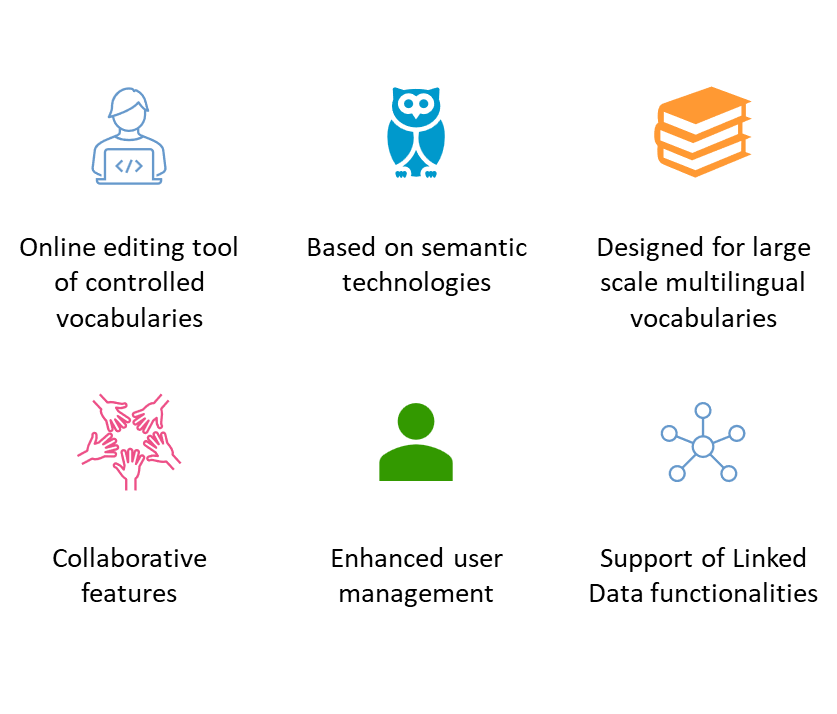 </>
Online editing tool
of controlled
vocabularies
Based on semantic
technologies
Designed for large
scale multilingual
vocabularies
Collaborative
features
Enhanced user
management
Support of Linked
Data functionalities